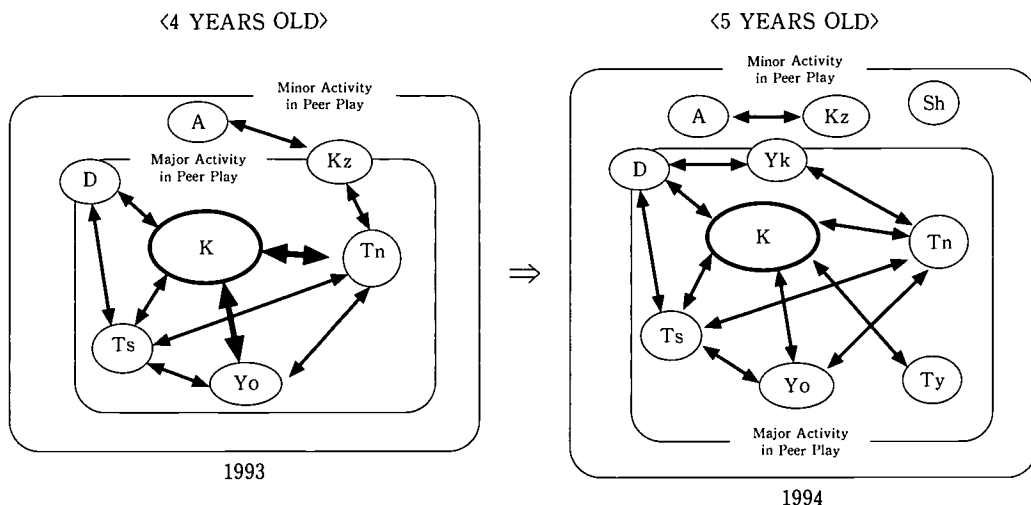 〈4 YEARS OLD〉
Minor Activity
in Peer Play
A
Kz
Major Activity
in Peer Play
D
K
Tn
Ts
Yo
1993
⇒
〈5 YEARS OLD〉
Minor Activity
in Peer Play
Sh
A
Kz
D
Yk
K
Tn
Ts
Yo
Ty
Major Activity
in Peer Play
1994